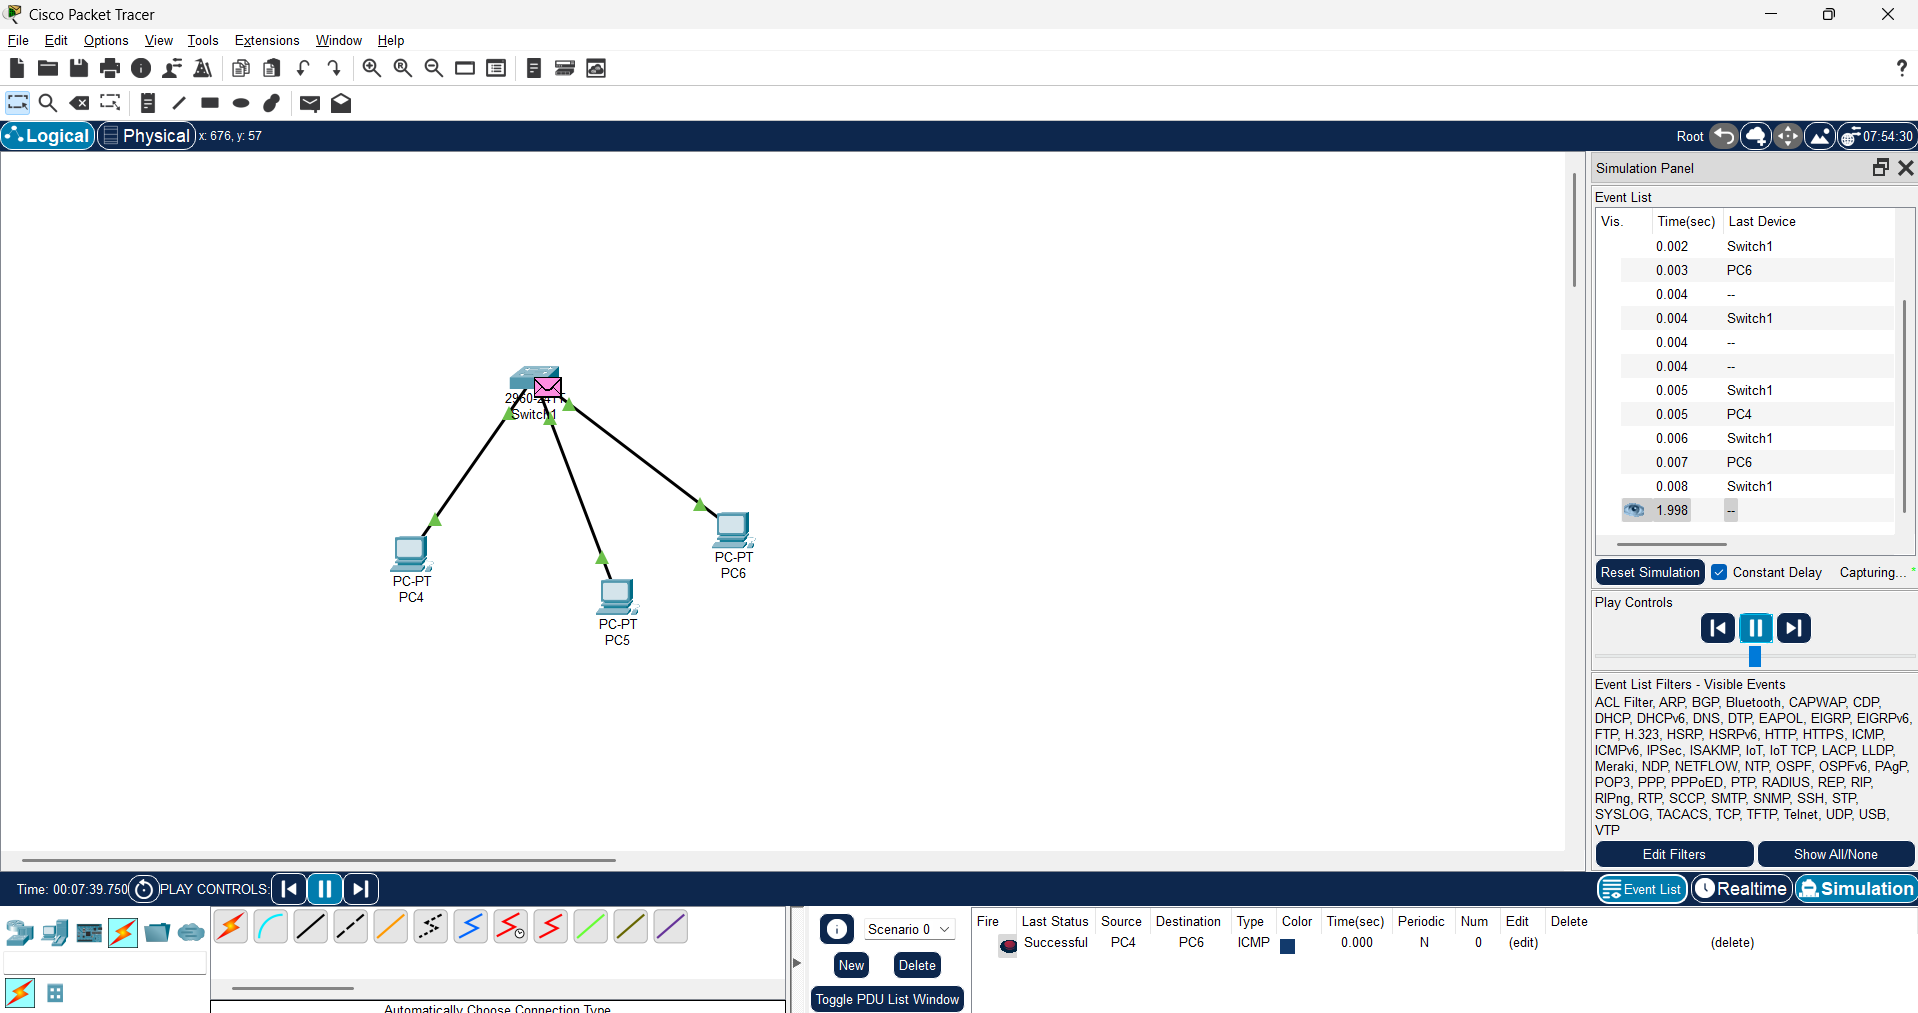 Cisco Packet Tracer
File Edit Options View Tools Extensions Window Help
Logical Physical x: 676, y: 57 Root 07:54:30
Simulation Panel
Event List
Vis. Time(sec) Last Device
0.002 Switch1
0.003 PC6
0.004 --
0.004 Switch1
0.004 --
0.004 --
0.005 Switch1
0.005 PC4
0.006 Switch1
0.007 PC6
0.008 Switch1
1.998 --
Reset Simulation Constant Delay Capturing...
Play Controls
Event List Filters - Visible Events
ACL Filter, ARP, BGP, Bluetooth, CAPWAP, CDP,
DHCP, DHCPv6, DNS, DTP, EAPOL, EIGRP, EIGRPv6,
FTP, H.323, HSRP, HSRPv6, HTTP, HTTPS, ICMP,
ICMPv6, IPSec, ISAKMP, IoT, IoT TCP, LACP, LLDP,
Meraki, NDP, NETFLOW, NTP, OSPF, OSPFv6, PAgP,
POP3, PPP, PPPoED, PTP, RADIUS, REP, RIP,
RIPng, RTP, SCCP, SMTP, SNMP, SSH, STP,
SYSLOG, TACACS, TCP, TFTP, Telnet, UDP, USB,
VTP
Edit Filters Show All/None
Switch1
PC-PT
PC4
PC-PT
PC5
PC-PT
PC6
Time: 00:07:39.750 PLAY CONTROLS: Event List Realtime Simulation
Automatically Choose Connection Type
Scenario 0
New Delete
Toggle PDU List Window
Fire Last Status Source Destination Type Color Time(sec) Periodic Num Edit Delete
Successful PC4 PC6 ICMP 0.000 N 0 (edit) (delete)